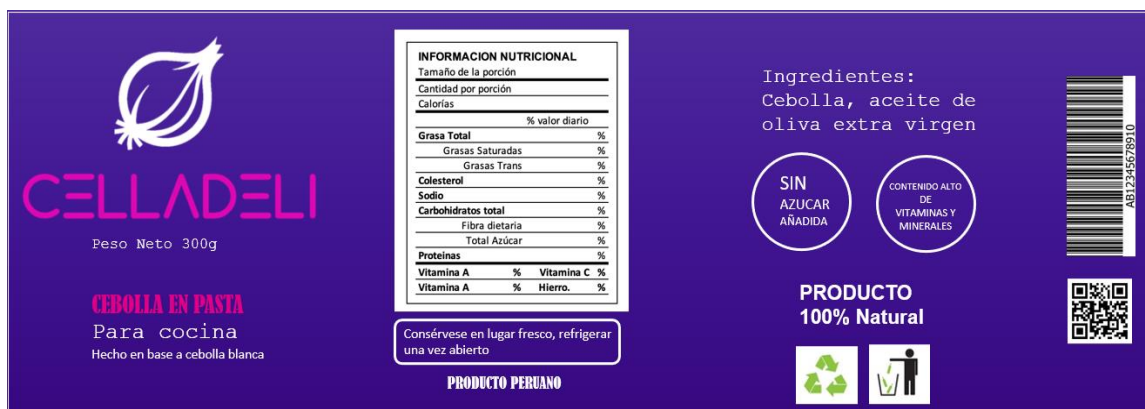 CELLADELI
Peso Neto 300g
CEBOLLA EN PASTA
Para cocina
Hecho en base a cebolla blanca
INFORMACION NUTRICIONAL
Tamaño de la porción
Cantidad por porción
Calorías
% valor diario
Grasa Total %
Grasas Saturadas %
Grasas Trans %
Colesterol %
Sodio %
Carbohidratos total %
Fibra dietaria %
Total Azúcar %
Proteinas %
Vitamina A % Vitamina C %
Vitamina A % Hierro. %
Consérvese en lugar fresco, refrigerar
una vez abierto
PRODUCTO PERUANO
Ingredientes:
Cebolla, aceite de
oliva extra virgen
SIN
AZUCAR
AÑADIDA
CONTENIDO ALTO
DE
VITAMINAS Y
MINERALES
PRODUCTO
100% Natural
AB12345678910